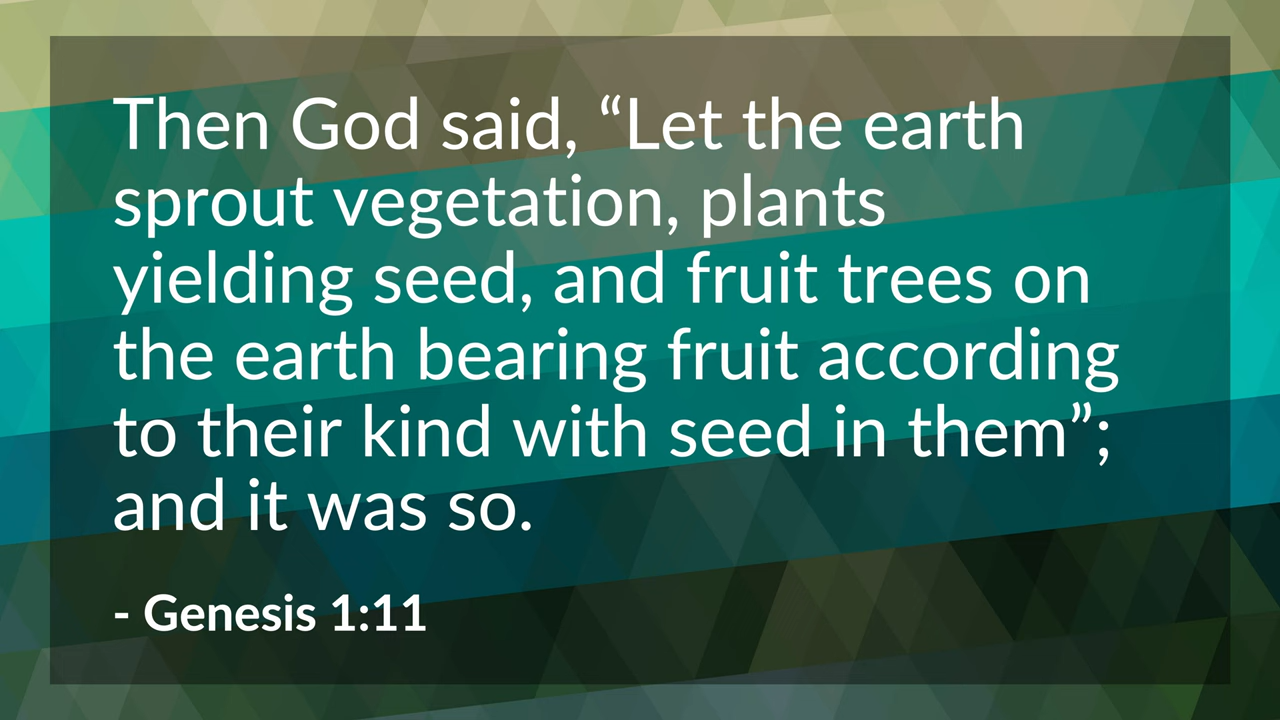 Then God said, “Let the earth
sprout vegetation, plants
yielding seed, and fruit trees on
the earth bearing fruit according
to their kind with seed in them”;
and it was so.
- Genesis 1:11